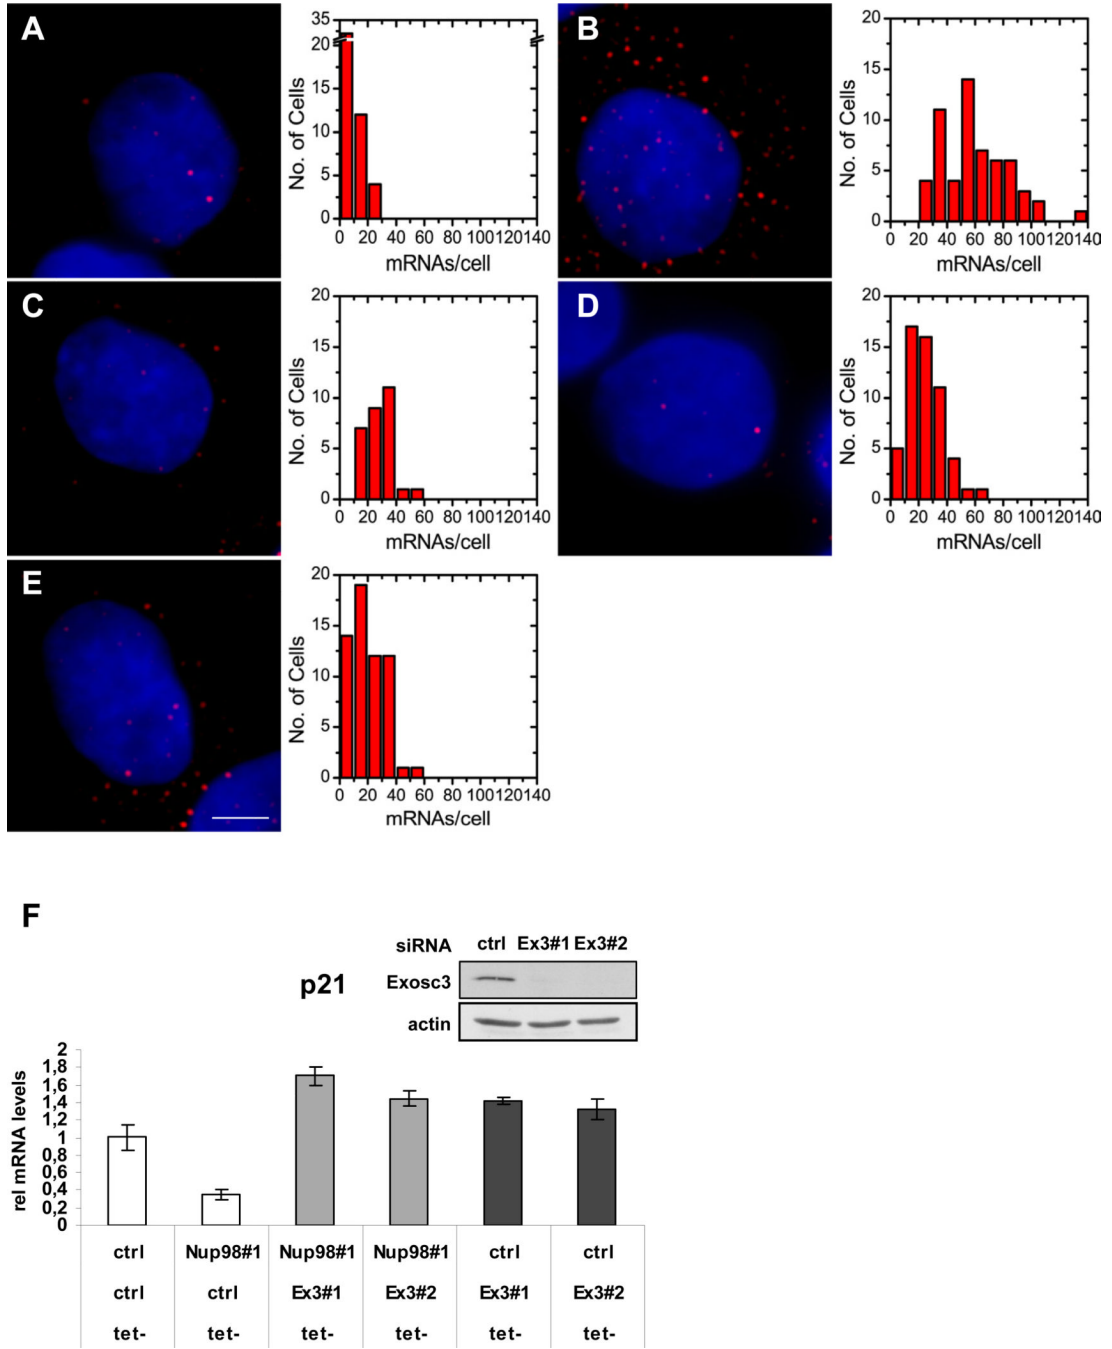 A
35
20
15
10
5
0
No. of Cells
0 20 40 60 80 100120 140
mRNAs/cell
B
20
15
10
5
0
No. of Cells
0 20 40 60 80 100120140
mRNAs/cell
C
20
15
10
5
0
No. of Cells
0 20 40 60 80 100120 140
mRNAs/cell
D
20
15
10
5
0
No. of Cells
0 20 40 60 80 100120140
mRNAs/cell
E
20
15
10
5
0
No. of Cells
0 20 40 60 80 100120 140
mRNAs/cell
F
siRNA ctrl Ex3#1 Ex3#2
p21 Exosc3
actin
rel mRNA levels
2
1,8
1,6
1,4
1,2
1
0,8
0,6
0,4
0,2
0
ctrl Nup98#1 Nup98#1 Nup98#1 ctrl ctrl
ctrl ctrl Ex3#1 Ex3#2 Ex3#1 Ex3#2
tet- tet- tet- tet- tet- tet-